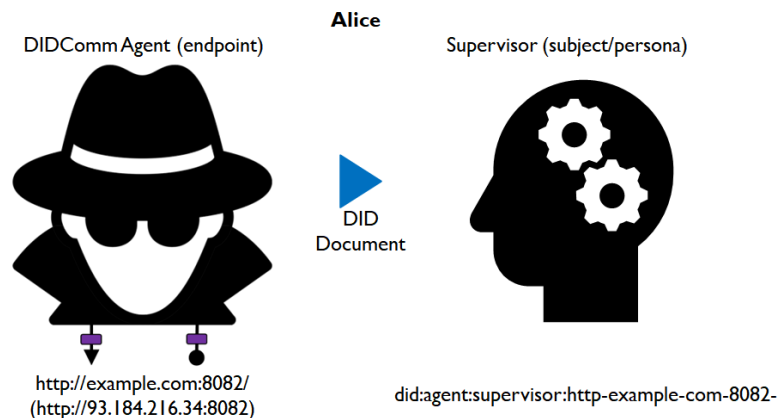 Alice
DIDComm Agent (endpoint)
Supervisor (subject/persona)
DID
Document
http://example.com:8082/
(http://93.184.216.34:8082)
did:agent:supervisor:http-example-com-8082-